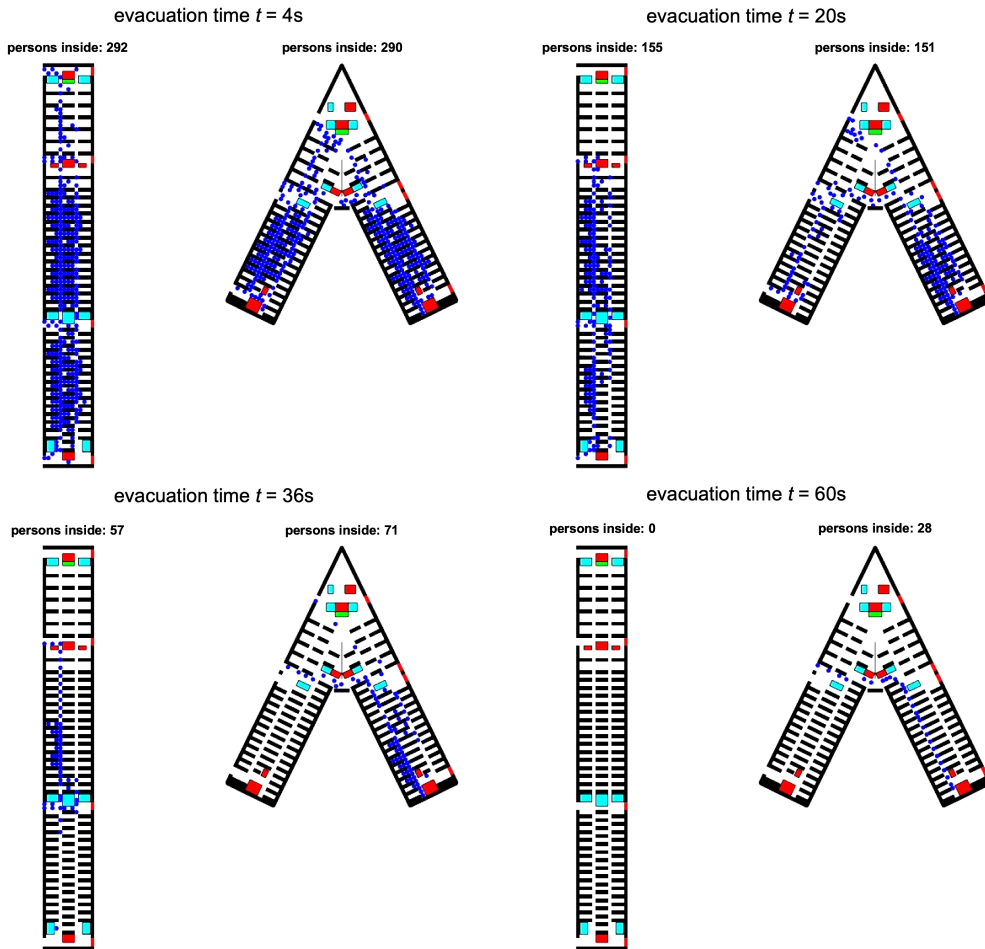 evacuation time t = 4s
persons inside: 292
persons inside: 290
evacuation time t = 20s
persons inside: 155
persons inside: 151
evacuation time t = 36s
persons inside: 57
persons inside: 71
evacuation time t = 60s
persons inside: 0
persons inside: 28